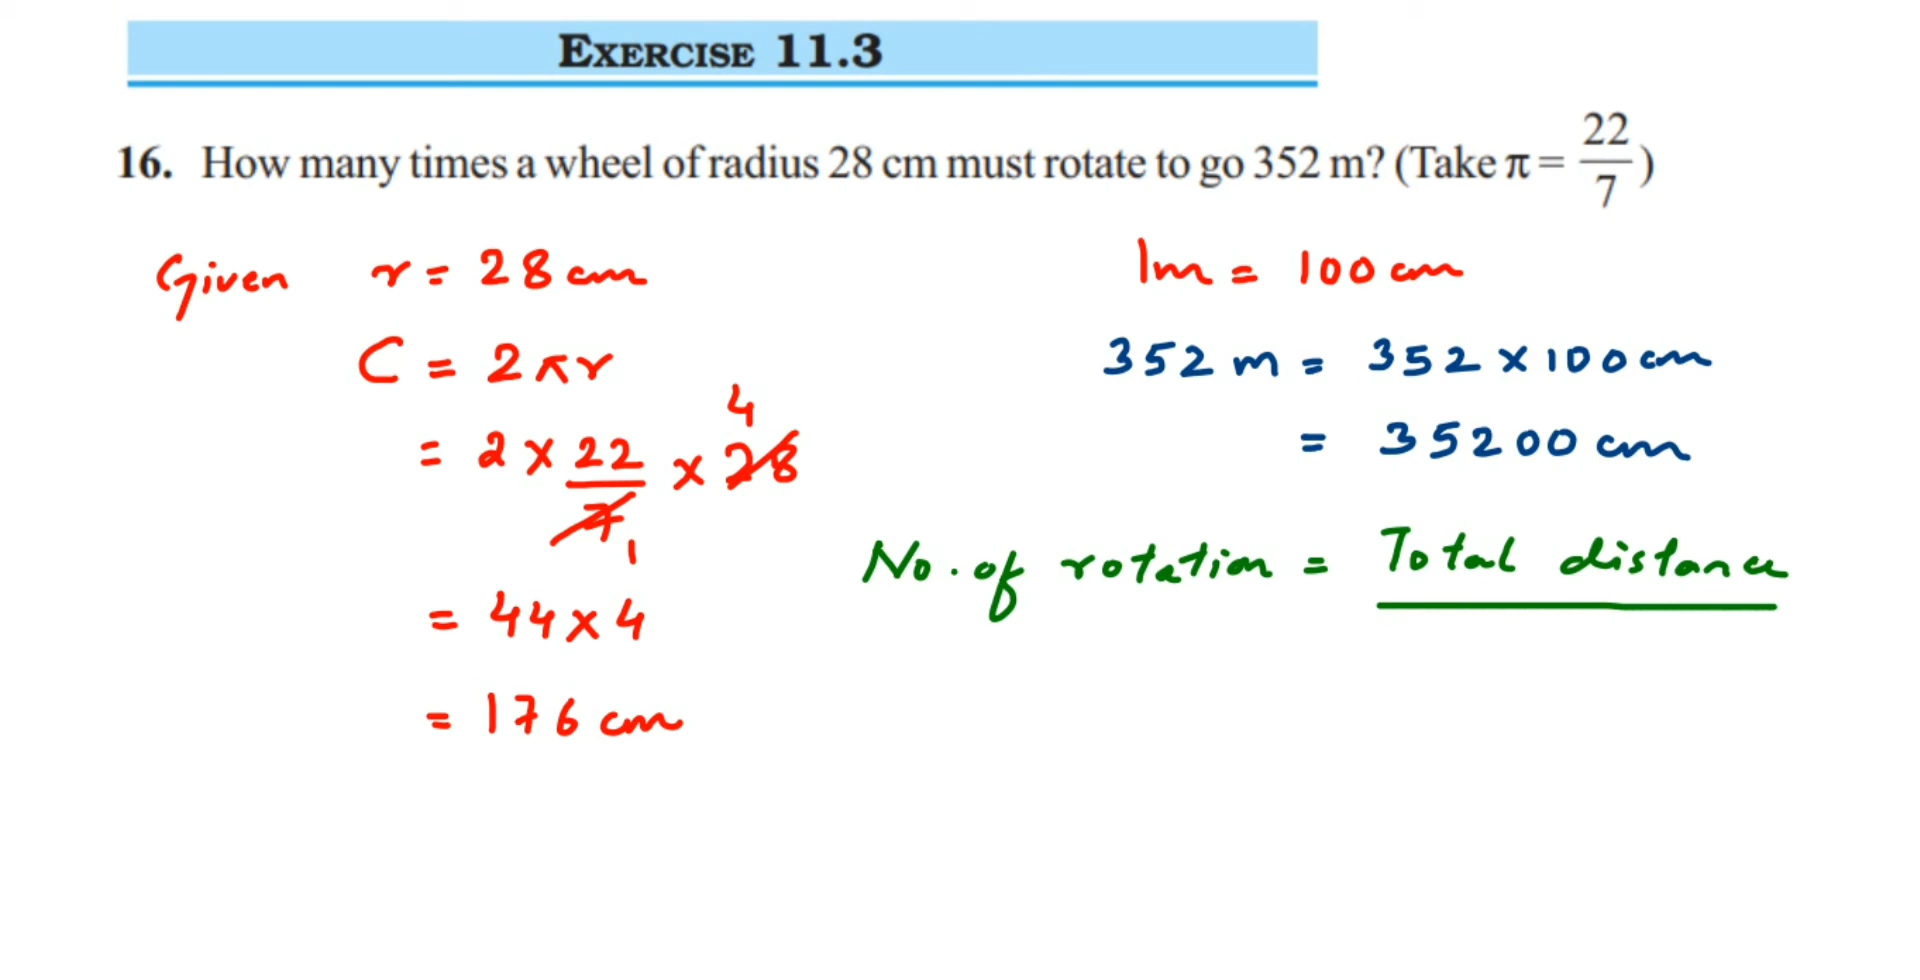 EXERCISE 11.3
16. How many times a wheel of radius 28 cm must rotate to go 352 m? (Take π = 22/7)
Given r = 28 cm
C = 2πr
= 2 × 22/7 × 28
4
1
= 44 × 4
= 176 cm
1m = 100 cm
352 m = 352 × 100 cm
= 35200 cm
No. of rotation = Total distance